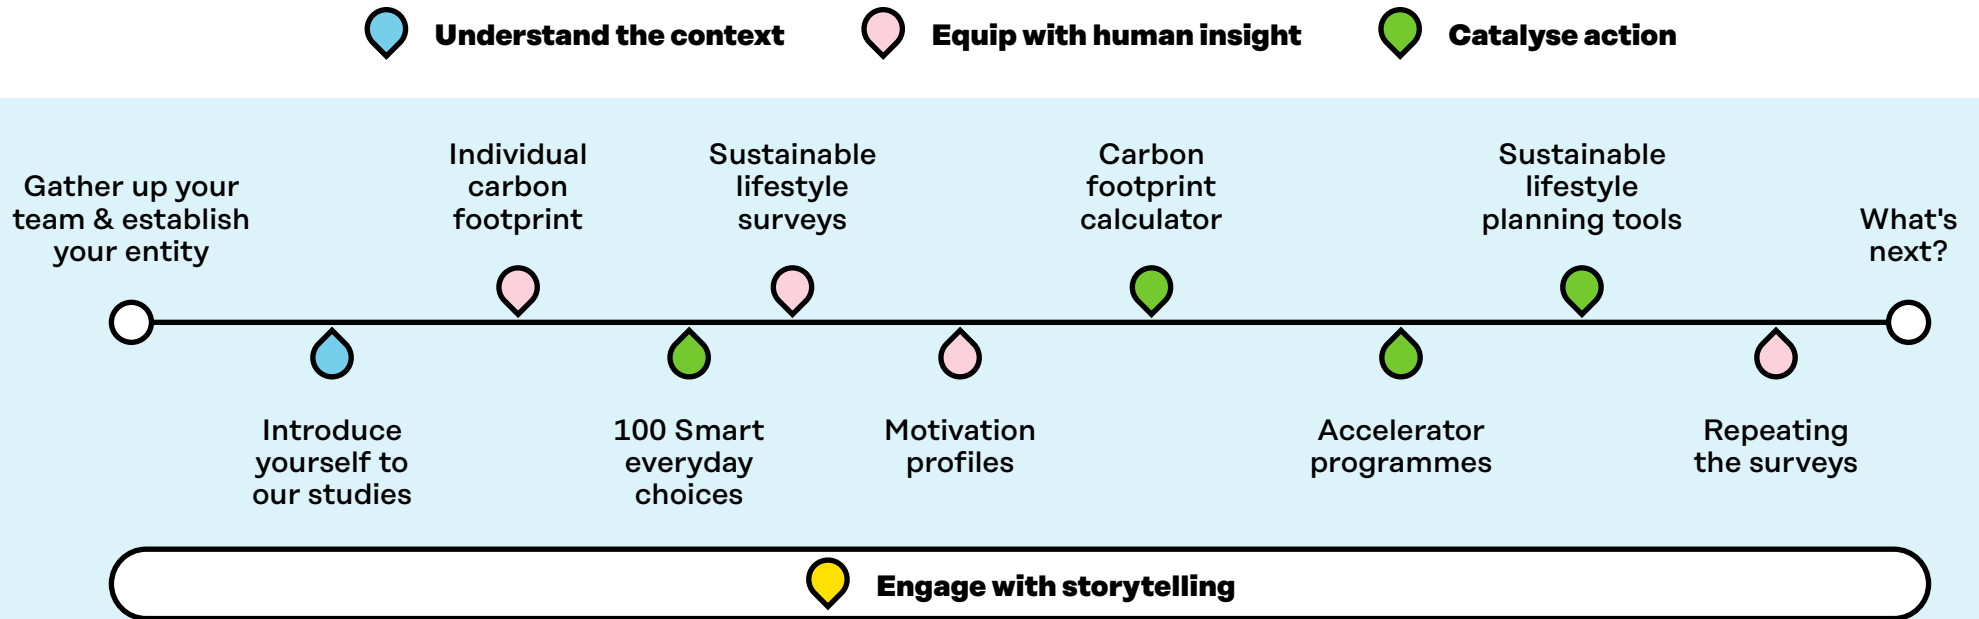 Understand the context
Equip with human insight
Catalyse action
Gather up your
team & establish
your entity
Introduce
yourself to
our studies
Individual
carbon
footprint
100 Smart
everyday
choices
Sustainable
lifestyle
surveys
Motivation
profiles
Carbon
footprint
calculator
Accelerator
programmes
Sustainable
lifestyle
planning tools
Repeating
the surveys
What's
next?
Engage with storytelling